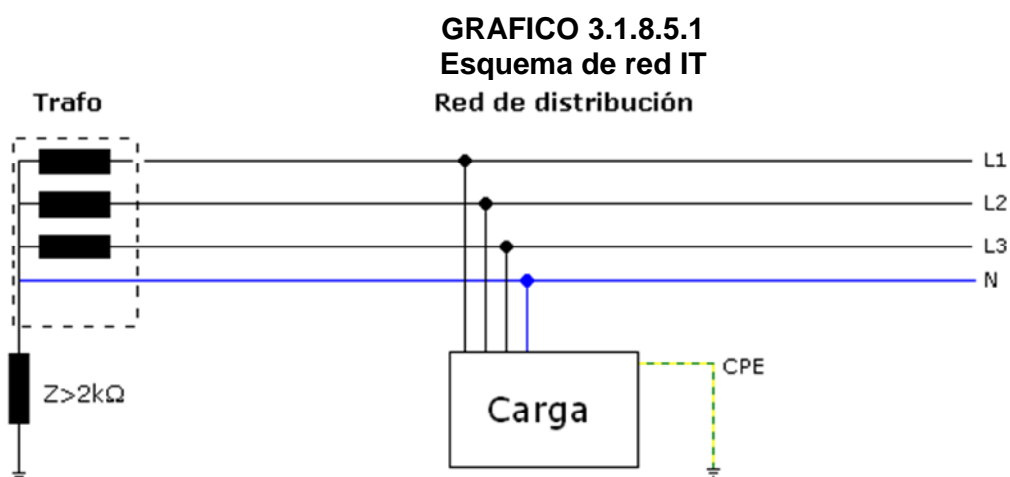 GRAFICO 3.1.8.5.1
Esquema de red IT
Trafo
Red de distribución
L1
L2
L3
N
Z>2kΩ
Carga
CPE